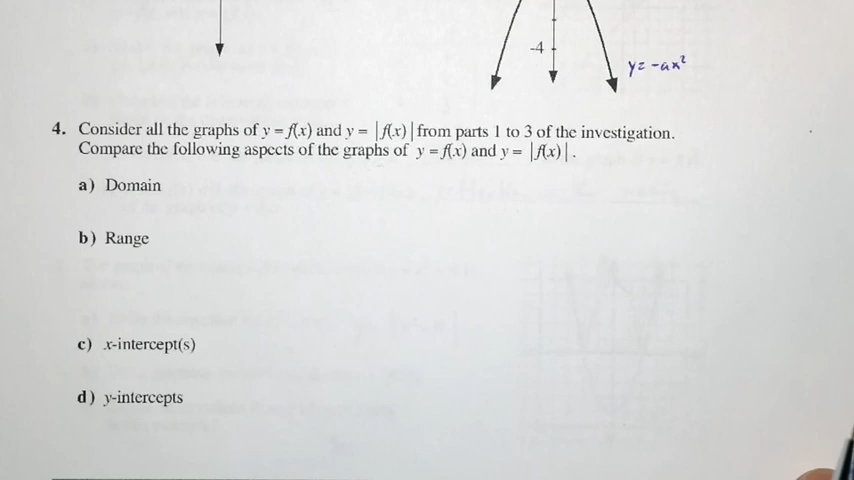 -4
yz -ax²
4. Consider all the graphs of y = f(x) and y = |f(x)| from parts 1 to 3 of the investigation.
Compare the following aspects of the graphs of y = f(x) and y = |f(x)|.
a) Domain
b) Range
c) x-intercept(s)
d) y-intercepts